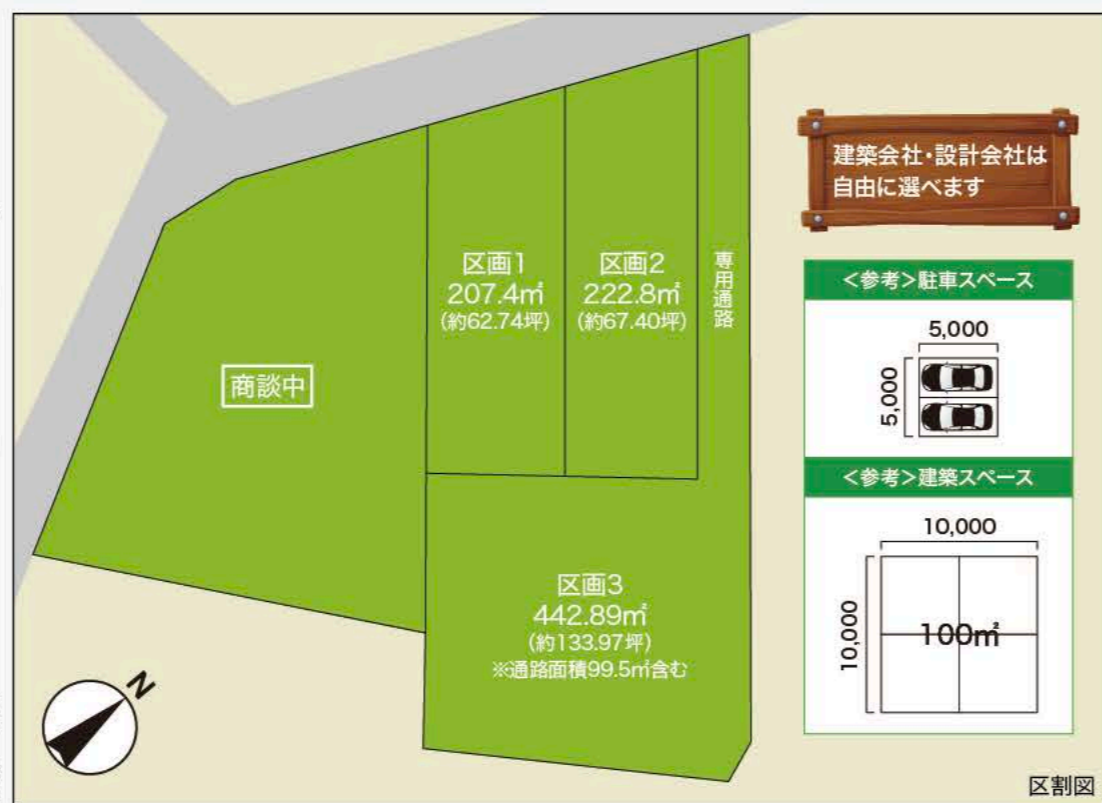 建築会社・設計会社は
自由に選べます
区画1
207.4㎡
(約62.74坪)
区画2
222.8㎡
(約67.40坪)
専用通路
商談中
区画3
442.89㎡
(約133.97坪)
※通路面積99.5㎡含む
<参考>駐車スペース
5,000
5,000
<参考>建築スペース
10,000
10,000
100㎡
N
区割図